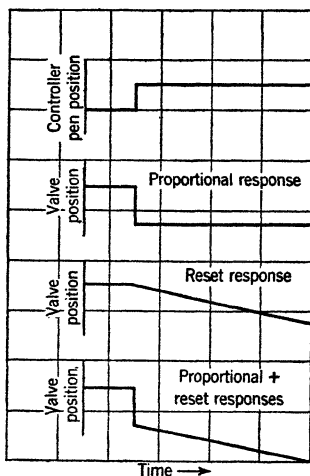 Controller
pen position
Valve
position
Proportional response
Valve
position
Reset response
Valve
position.
Proportional +
reset responses
Time